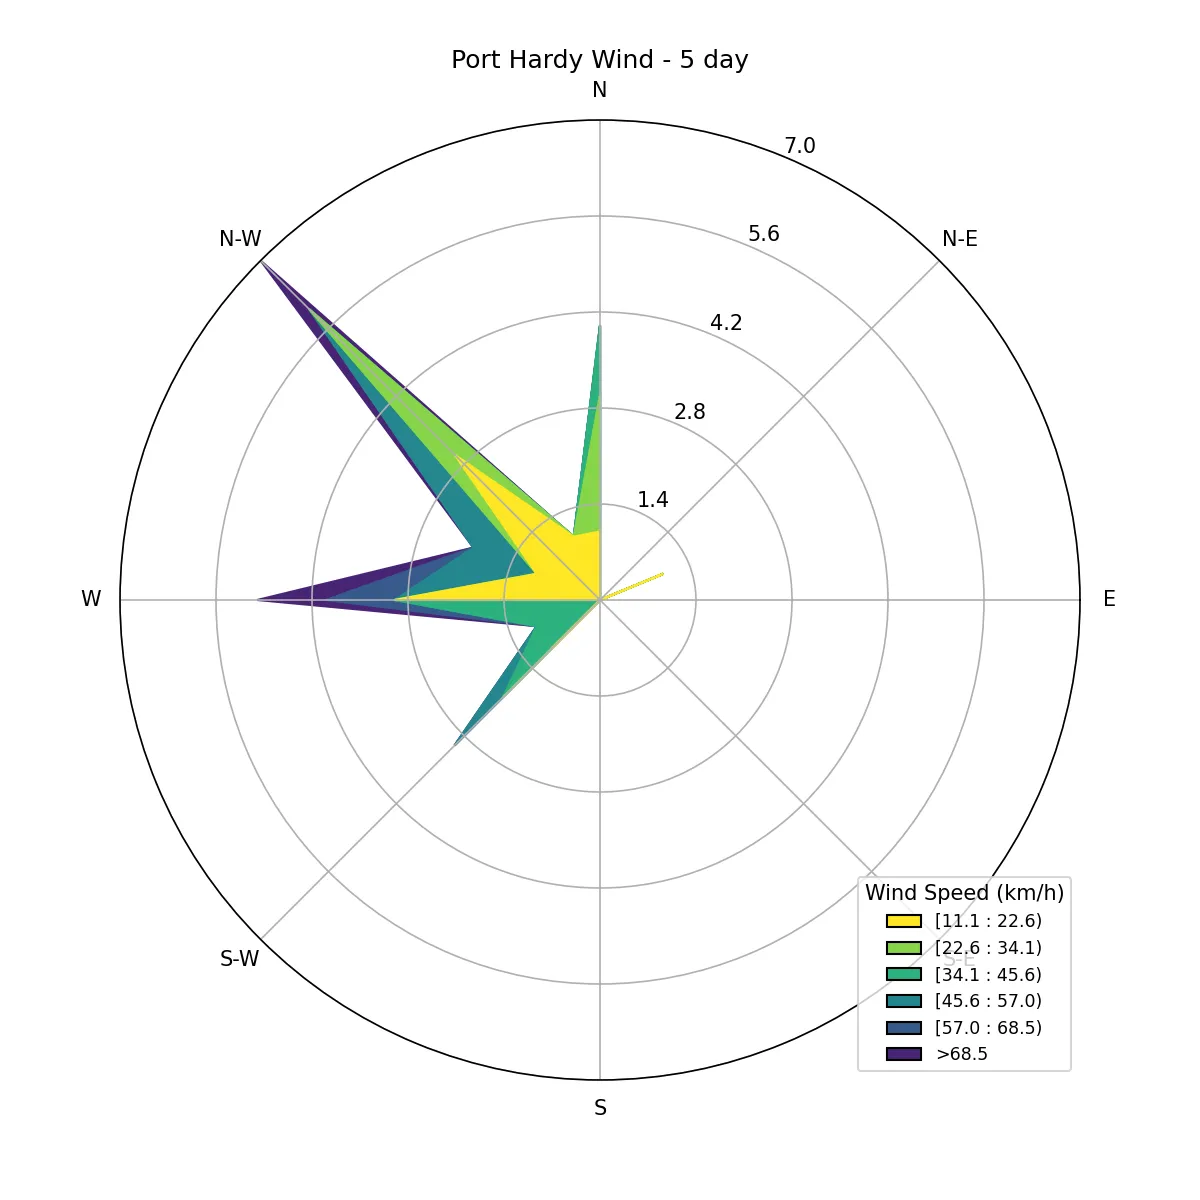 Port Hardy Wind - 5 day
N
7.0
5.6
N-W
N-E
4.2
2.8
1.4
W
E
S-W
S-E
S
Wind Speed (km/h)
[11.1 : 22.6)
[22.6 : 34.1)
[34.1 : 45.6)
[45.6 : 57.0)
[57.0 : 68.5)
>68.5